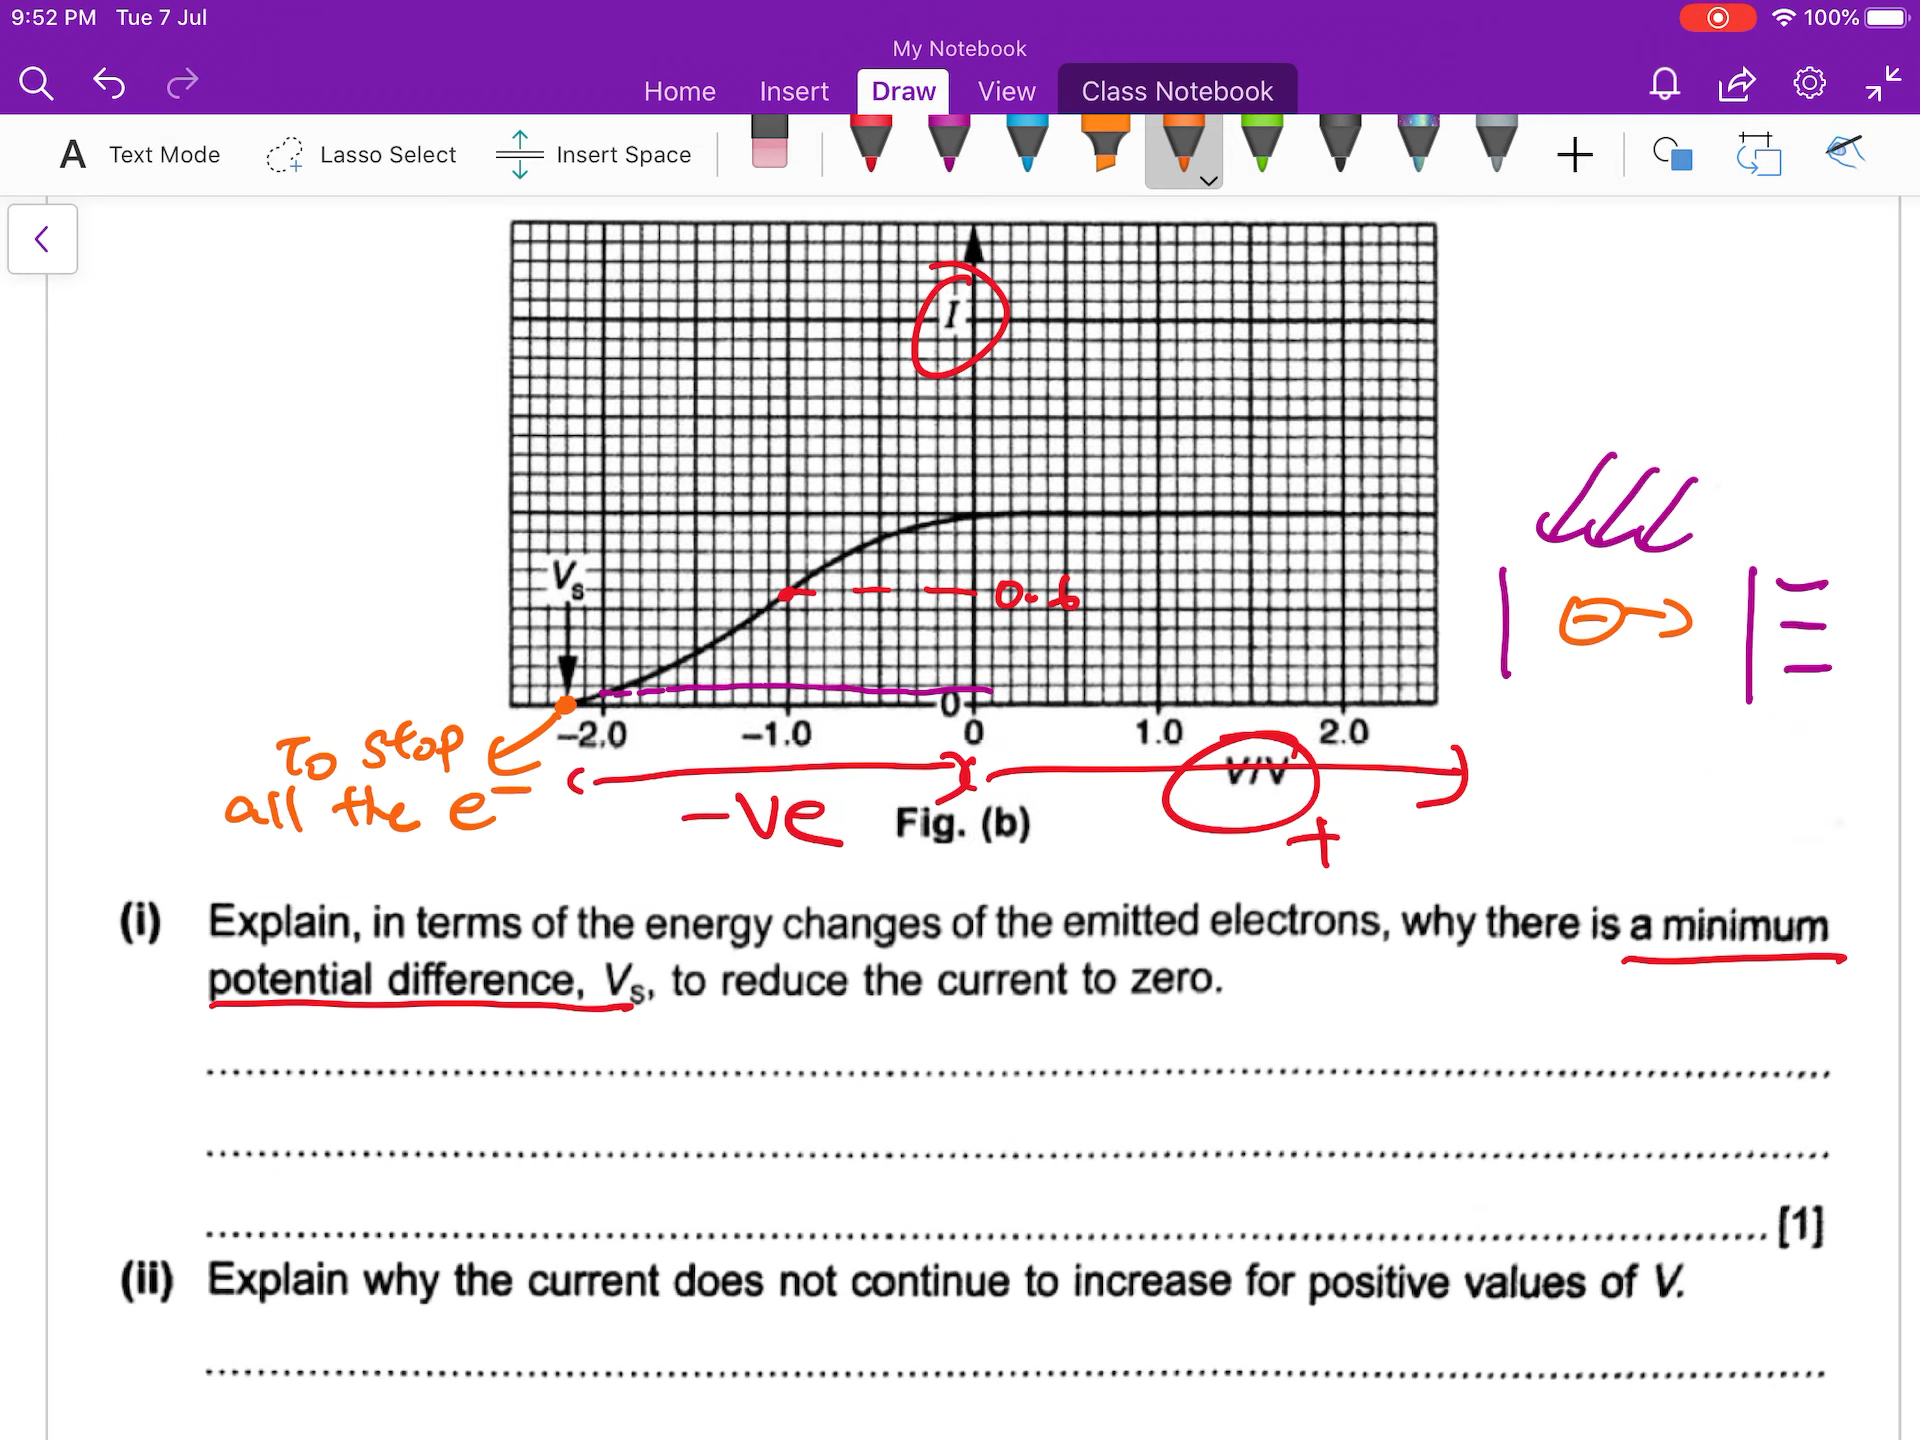 9:52 PM Tue 7 Jul
100%
My Notebook
Home Insert Draw View Class Notebook
A Text Mode Lasso Select Insert Space
I
Vs
0.6
0
-2.0 -1.0 0 1.0 2.0
To stop
all the e⁻
V/V
-ve
Fig. (b)
+
(i) Explain, in terms of the energy changes of the emitted electrons, why there is a minimum
potential difference, Vs, to reduce the current to zero.
[1]
(ii) Explain why the current does not continue to increase for positive values of V.